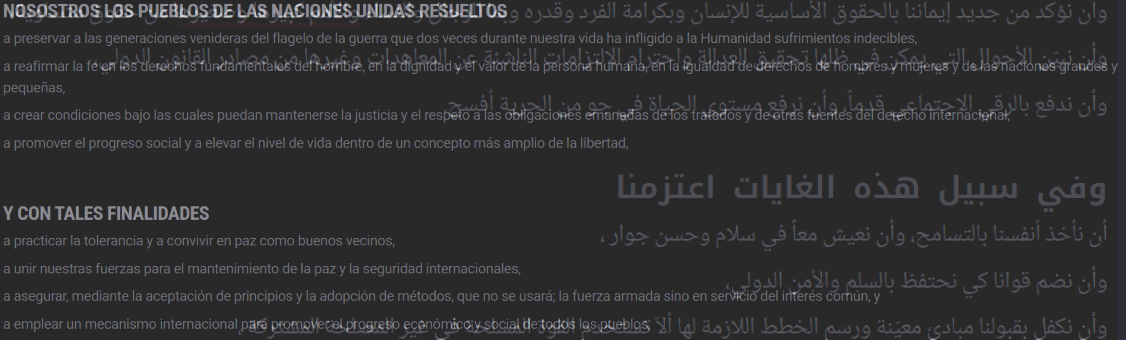 NOSOSTROS LOS PUEBLOS DE LAS NACIONES UNIDAS RESUELTOS
a preservar a las generaciones venideras del flagelo de la guerra que dos veces durante nuestra vida ha infligido a la Humanidad sufrimientos indecibles,
a reafirmar la fe en los derechos fundamentales del hombre, en la dignidad y el valor de la persona humana, en la igualdad de derechos de hombres y mujeres y de las naciones grandes y
pequeñas,
a crear condiciones bajo las cuales puedan mantenerse la justicia y el respeto a las obligaciones emanadas de los tratados y de otras fuentes del derecho internacional,
a promover el progreso social y a elevar el nivel de vida dentro de un concepto más amplio de la libertad,
Y CON TALES FINALIDADES
a practicar la tolerancia y a convivir en paz como buenos vecinos,
a unir nuestras fuerzas para el mantenimiento de la paz y la seguridad internacionales,
a asegurar, mediante la aceptación de principios y la adopción de métodos, que no se usará; la fuerza armada sino en servicio del interés común, y
a emplear un mecanismo internacional para promover el progreso económico y social de todos los pueblos,
وأن نؤكد من جديد إيماننا بالحقوق الأساسية للإنسان وبكرامة الفرد وقدره
وأن نبيّن الأحوال التي يمكن في ظلها تحقيق العدالة واحترام الالتزامات الناشئة عن المعاهدات وغيرها من مصادر القانون الدولي،
وأن ندفع بالرقي الاجتماعي قدماً، وأن نرفع مستوى الحياة في جو من الحرية أفسح.
وفي سبيل هذه الغايات اعتزمنا
أن نأخذ أنفسنا بالتسامح، وأن نعيش معاً في سلام وحسن جوار ،
وأن نضم قوانا كي نحتفظ بالسلم والأمن الدولي،
وأن نكفل بقبولنا مبادئ معيّنة ورسم الخطط اللازمة لها ألاّ تستخدم القوة المسلحة في غير المصلحة المشتركة،